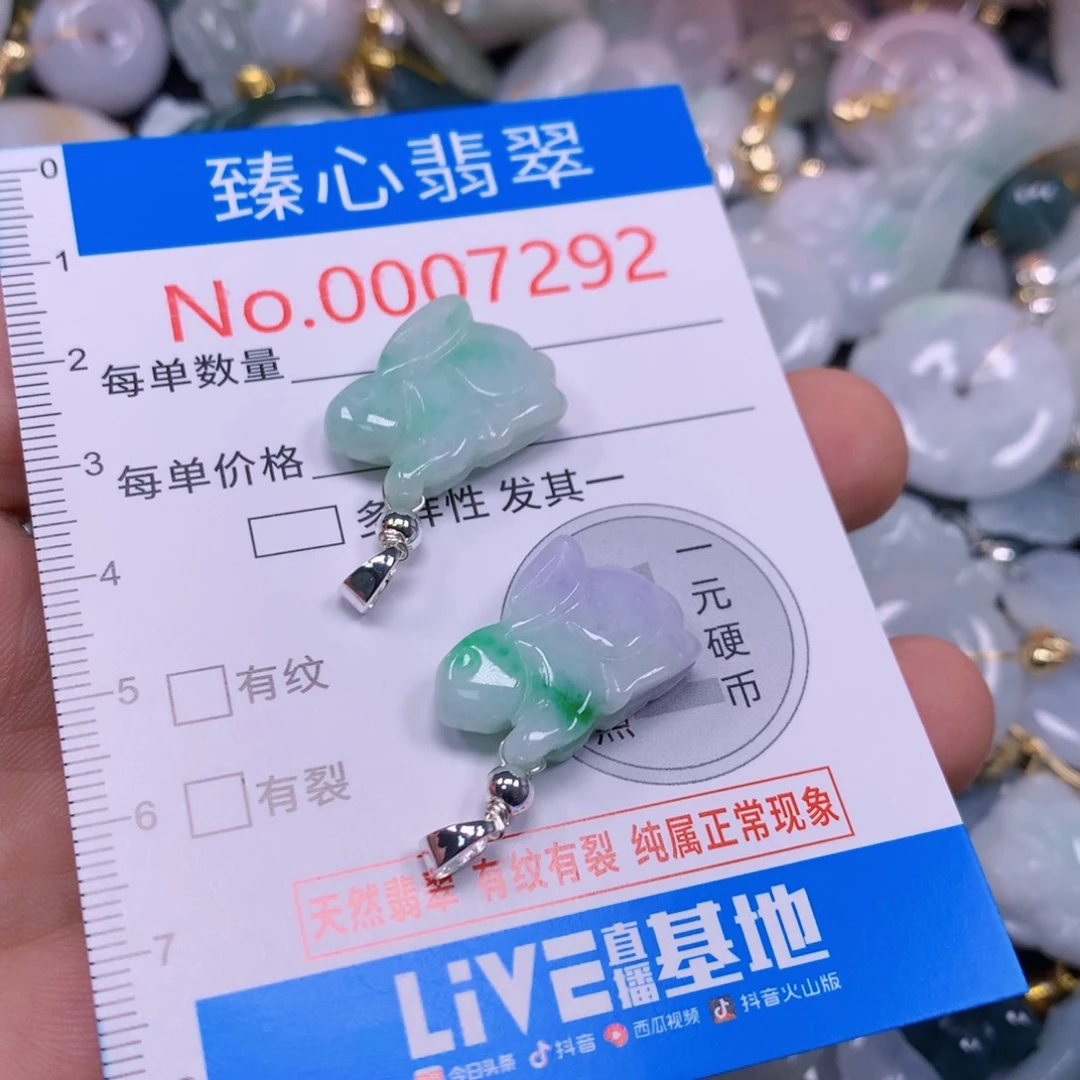 臻心翡翠
No.0007292
每单数量
每单价格
多样性 发其一
一元硬币
有纹
有裂
天然翡翠 有纹有裂 纯属正常现象
LiVE直播基地
今日头条 抖音 西瓜视频 抖音火山版
0
1
2
3
4
5
6
7